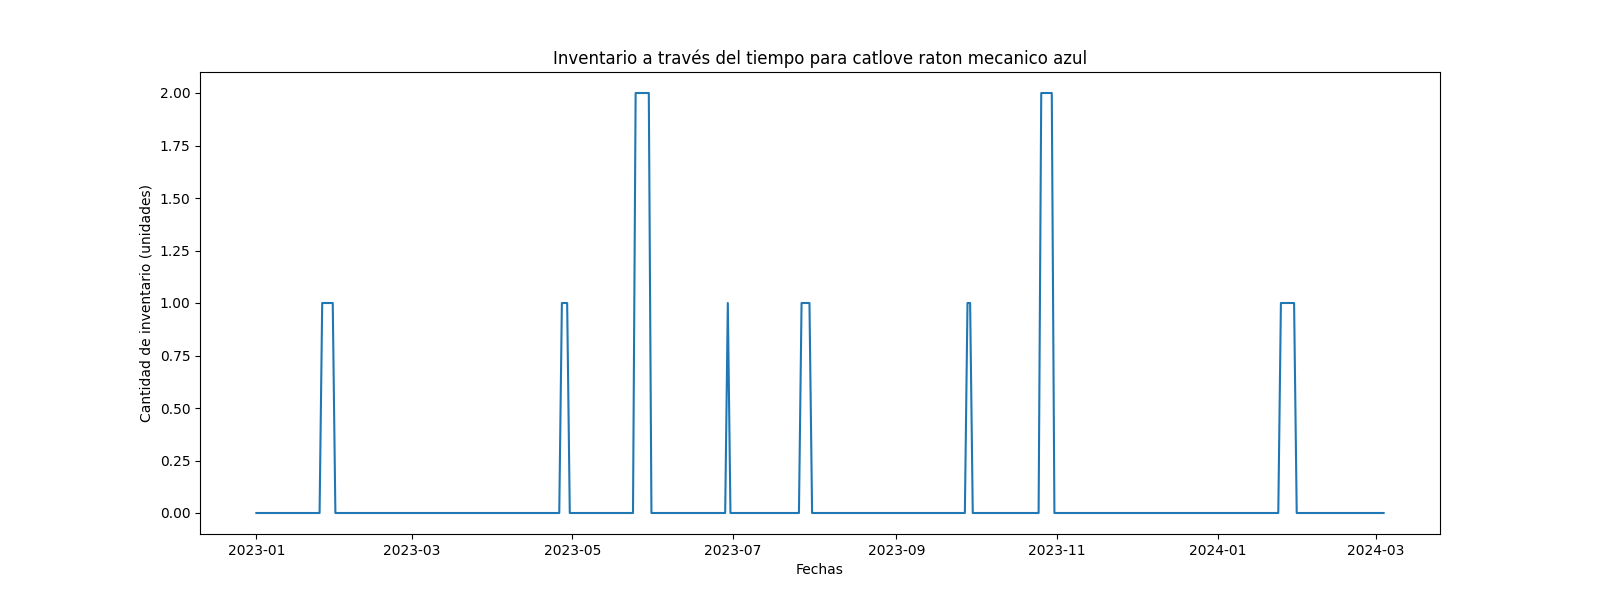 Inventario a través del tiempo para catlove raton mecanico azul
Cantidad de inventario (unidades)
2.00
1.75
1.50
1.25
1.00
0.75
0.50
0.25
0.00
2023-01 2023-03 2023-05 2023-07 2023-09 2023-11 2024-01 2024-03
Fechas